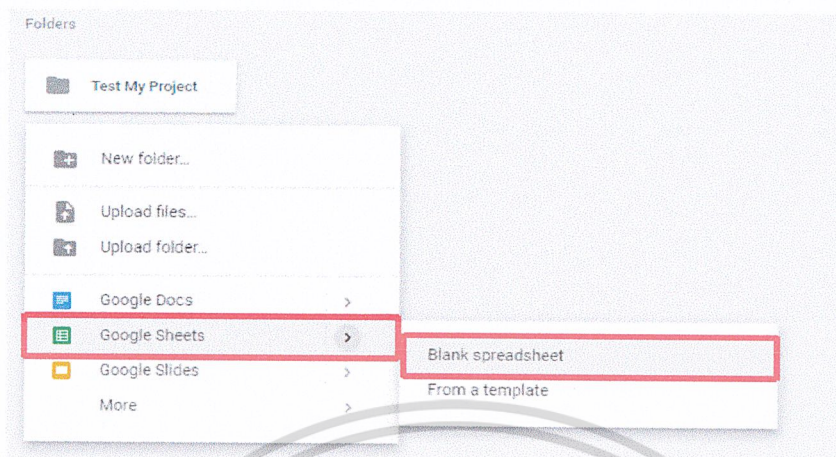 Folders
Test My Project
New folder...
Upload files...
Upload folder...
Google Docs
Google Sheets
Blank spreadsheet
Google Slides
From a template
More